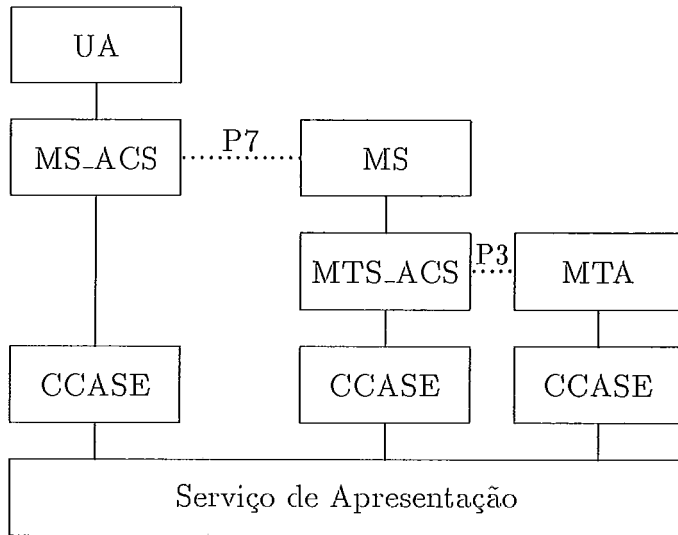 UA
MS_ACS
P7
MS
MTS_ACS
P3
MTA
CCASE
CCASE
CCASE
Serviço de Apresentação